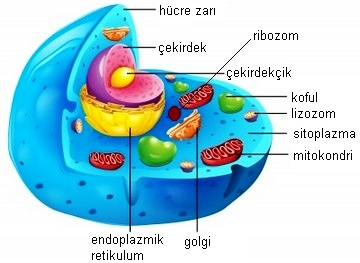 hücre zarı
çekirdek
ribozom
çekirdekçik
koful
lizozom
sitoplazma
mitokondri
endoplazmik
retikulum
golgi